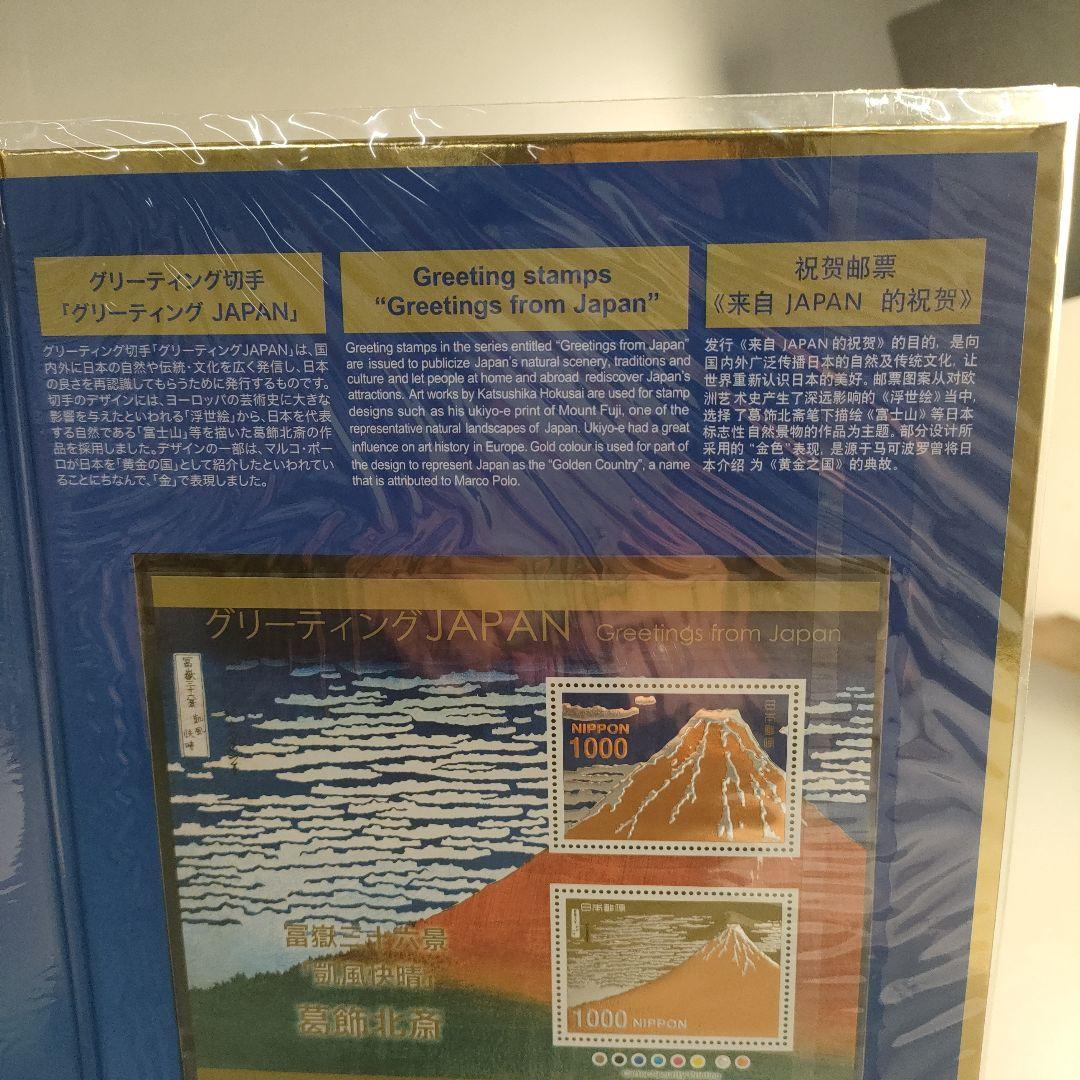 グリーティング切手
「グリーティング JAPAN」
グリーティング切手「グリーティングJAPAN」は、国
内外に日本の自然や伝統・文化を広く発信し、日本
の良さを再認識してもらうために発行するものです。
切手のデザインには、ヨーロッパの芸術史に大きな
影響を与えたといわれる「浮世絵」から、日本を代表
する自然である「富士山」等を描いた葛飾北斎の作
品を採用しました。デザインの一部は、マルコ・ポー
ロが日本を「黄金の国」として紹介したといわれてい
ることにちなんで、「金」で表現しました。
Greeting stamps
“Greetings from Japan”
Greeting stamps in the series entitled “Greetings from Japan”
are issued to publicize Japan’s natural scenery, traditions and
culture and let people at home and abroad rediscover Japan’s
attractions. Art works by Katsushika Hokusai are used for stamp
designs such as his ukiyo-e print of Mount Fuji, one of the
representative natural landscapes of Japan. Ukiyo-e had a great
influence on art history in Europe. Gold colour is used for part of
the design to represent Japan as the “Golden Country”, a name
that is attributed to Marco Polo.
祝贺邮票
《来自 JAPAN 的祝贺》
发行《来自 JAPAN 的祝贺》的目的, 是向
国内外广泛传播日本的自然及传统文化, 让
世界重新认识日本的美好。邮票图案从对欧
洲艺术史产生了深远影响的《浮世绘》当中,
选择了葛饰北斋笔下描绘《富士山》等日本
标志性自然景物的作品为主题。部分设计所
采用的 “金色” 表现, 是源于马可波罗曾将日
本介绍 为《黄金之国》的典故。
グリーティングJAPAN Greetings from Japan
冨嶽三十六景
凱風
快晴
NIPPON
1000
日本郵便
日本郵便
1000 NIPPON
冨嶽三十六景
「凱風快晴」
葛飾北斎